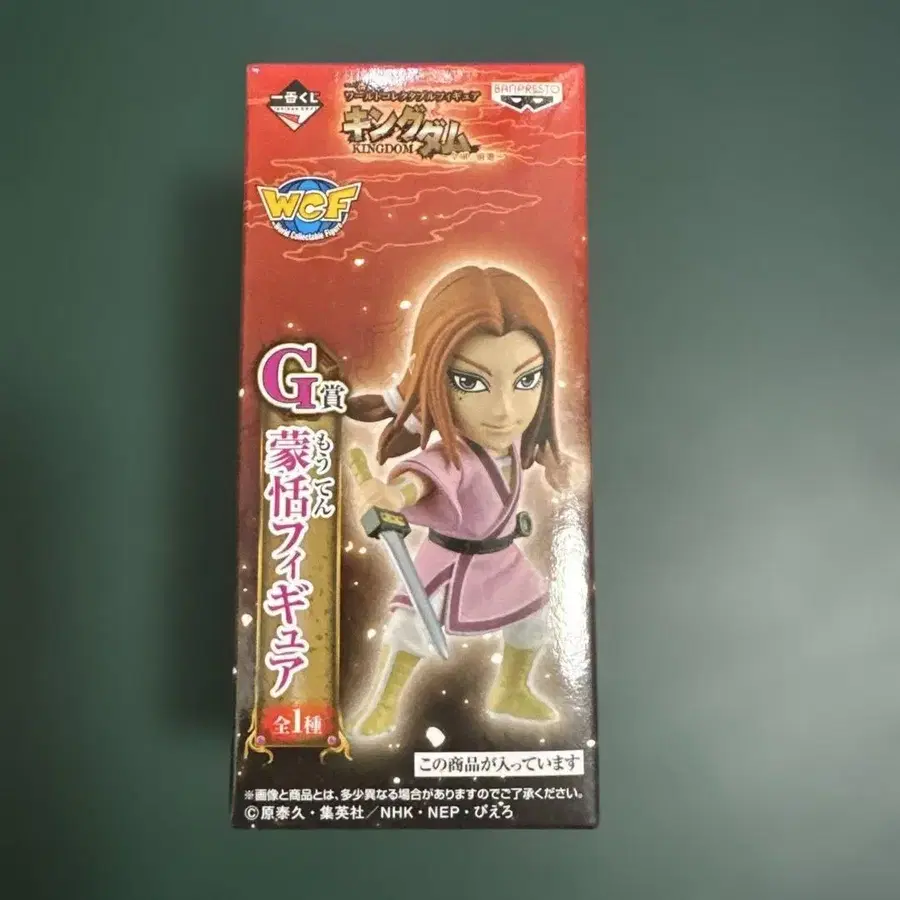 一番くじ
ワールドコレクタブルフィギュア
キングダム
KINGDOM
BANPRESTO
WCF
World Collectable Figure
G賞
蒙恬フィギュア
もうてん
全1種
この商品が入っています
※画像と商品とは、多少異なる場合がありますのでご了承ください。
©原泰久・集英社/NHK・NEP・ぴえろ